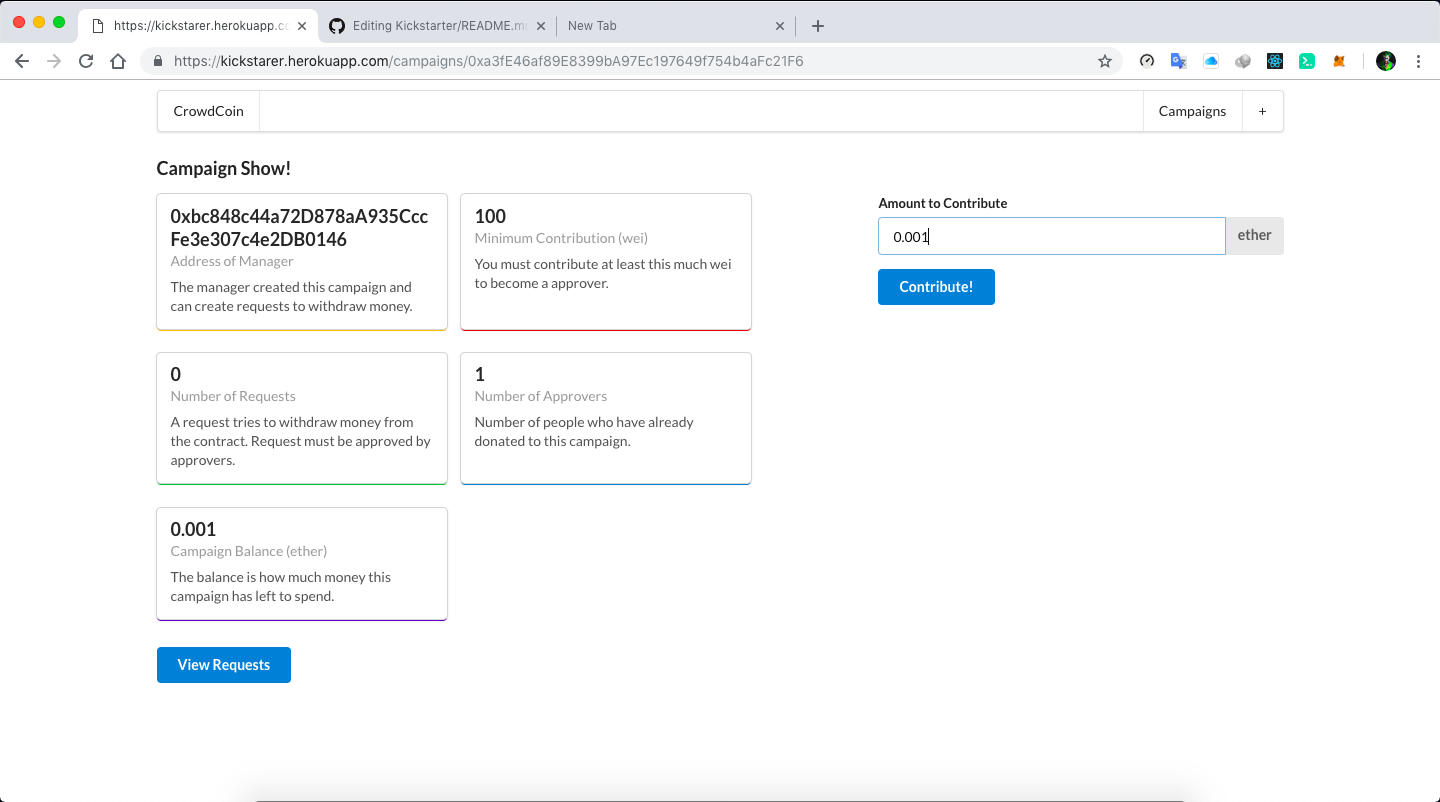 https://kickstarer.herokuapp.cc
Editing Kickstarter/README.md
New Tab
https://kickstarer.herokuapp.com/campaigns/0xa3fE46af89E8399bA97Ec197649f754b4aFc21F6
CrowdCoin
Campaigns
+
Campaign Show!
0xbc848c44a72D878aA935Ccc
Fe3e307c4e2DB0146
Address of Manager
The manager created this campaign and
can create requests to withdraw money.
100
Minimum Contribution (wei)
You must contribute at least this much wei
to become a approver.
0
Number of Requests
A request tries to withdraw money from
the contract. Request must be approved by
approvers.
1
Number of Approvers
Number of people who have already
donated to this campaign.
0.001
Campaign Balance (ether)
The balance is how much money this
campaign has left to spend.
View Requests
Amount to Contribute
0.001
ether
Contribute!